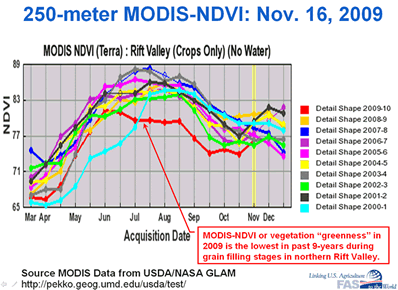 250-meter MODIS-NDVI: Nov. 16, 2009
MODIS NDVI (Terra) : Rift Valley (Crops Only) (No Water)
NDVI
89
83
77
71
65
Mar Apr May Jun Jul Aug Sep Oct Nov Dec
Acquisition Date
Detail Shape 2009-10
Detail Shape 2008-9
Detail Shape 2007-8
Detail Shape 2006-7
Detail Shape 2005-6
Detail Shape 2004-5
Detail Shape 2003-4
Detail Shape 2002-3
Detail Shape 2001-2
Detail Shape 2000-1
MODIS-NDVI or vegetation “greenness” in
2009 is the lowest in past 9-years during
grain filling stages in northern Rift Valley.
Source MODIS Data from USDA/NASA GLAM
http://pekko.geog.umd.edu/usda/test/
Linking U.S. Agriculture
FAS